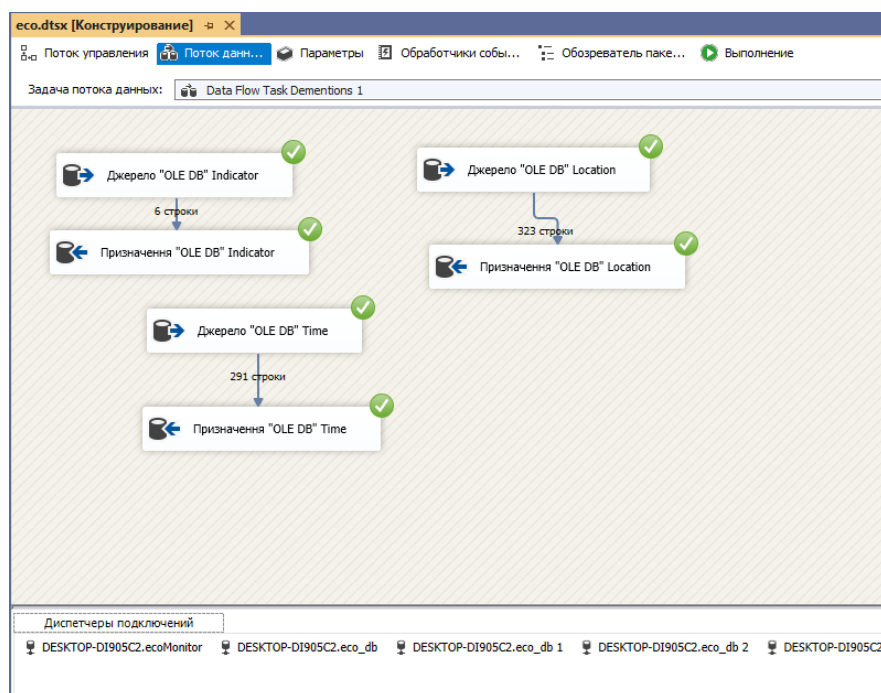 eco.dtsx [Конструирование]
Поток управления Поток данн... Параметры Обработчики собы... Обозреватель паке... Выполнение
Задача потока данных: Data Flow Task Dementions 1
Джерело "OLE DB" Indicator
6 строки
Призначення "OLE DB" Indicator
Джерело "OLE DB" Location
323 строки
Призначення "OLE DB" Location
Джерело "OLE DB" Time
291 строки
Призначення "OLE DB" Time
Диспетчеры подключений
DESKTOP-DI905C2.ecoMonitor DESKTOP-DI905C2.eco_db DESKTOP-DI905C2.eco_db 1 DESKTOP-DI905C2.eco_db 2 DESKTOP-DI905C2